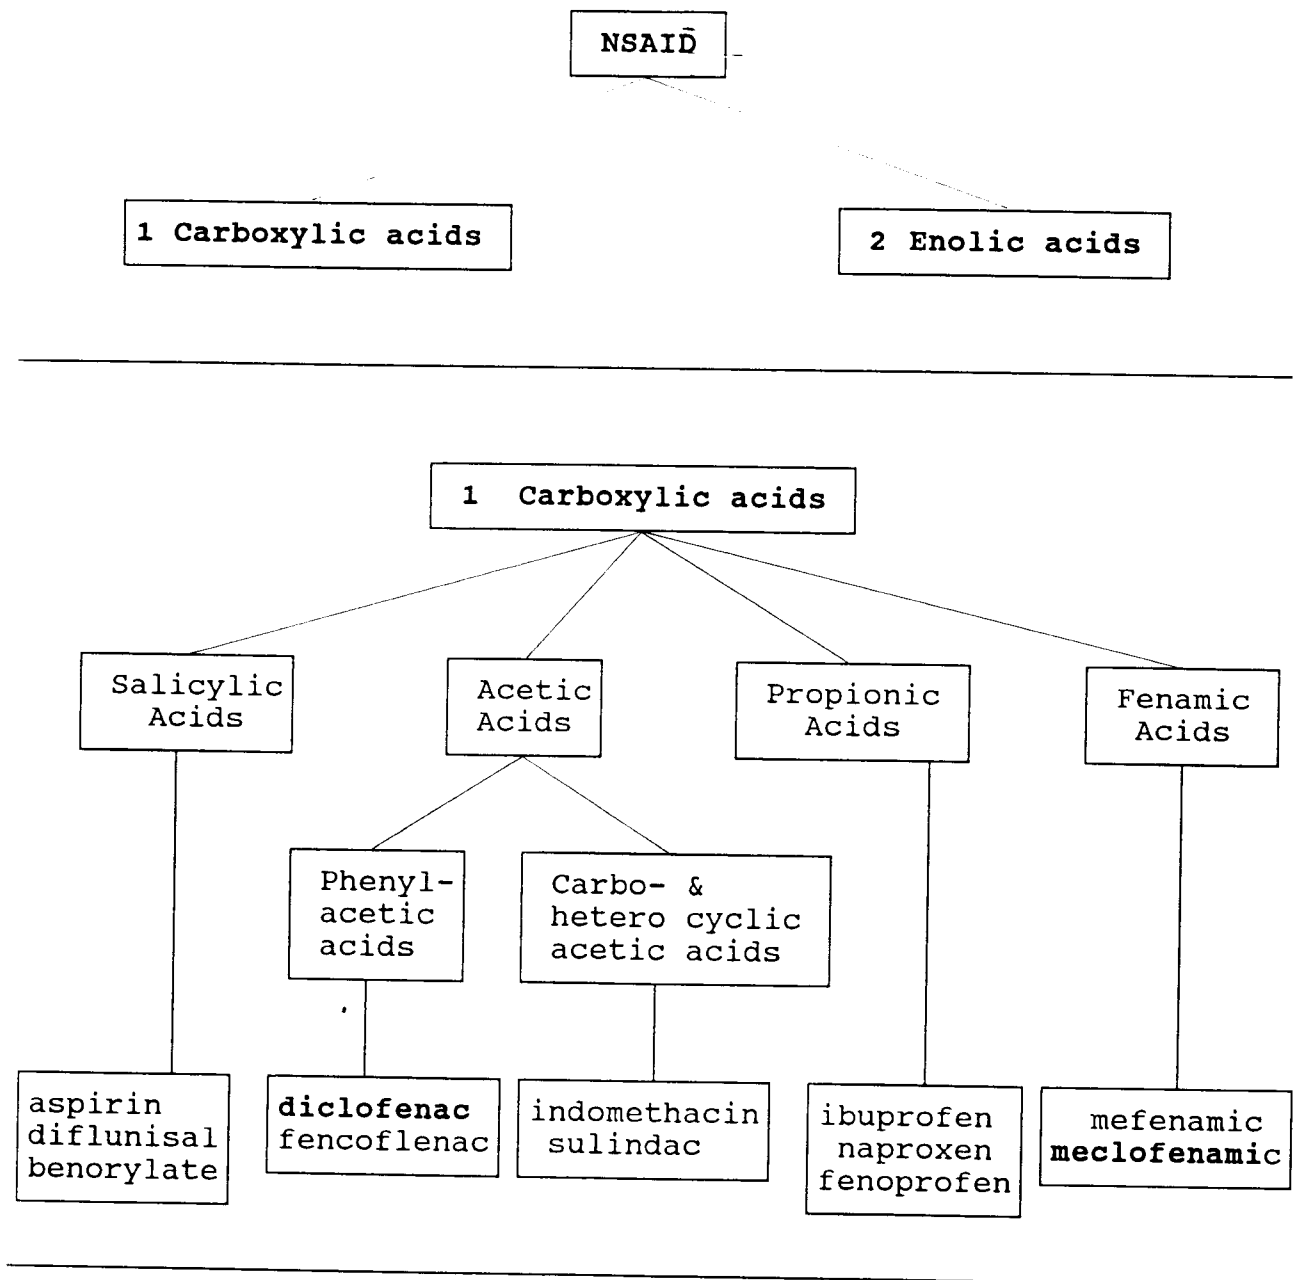 NSAID
1 Carboxylic acids
2 Enolic acids
1 Carboxylic acids
Salicylic
Acids
Acetic
Acids
Propionic
Acids
Fenamic
Acids
Phenyl-
acetic
acids
Carbo- &
hetero cyclic
acetic acids
aspirin
diflunisal
benorylate
diclofenac
fencoflenac
indomethacin
sulindac
ibuprofen
naproxen
fenoprofen
mefenamic
meclofenamic